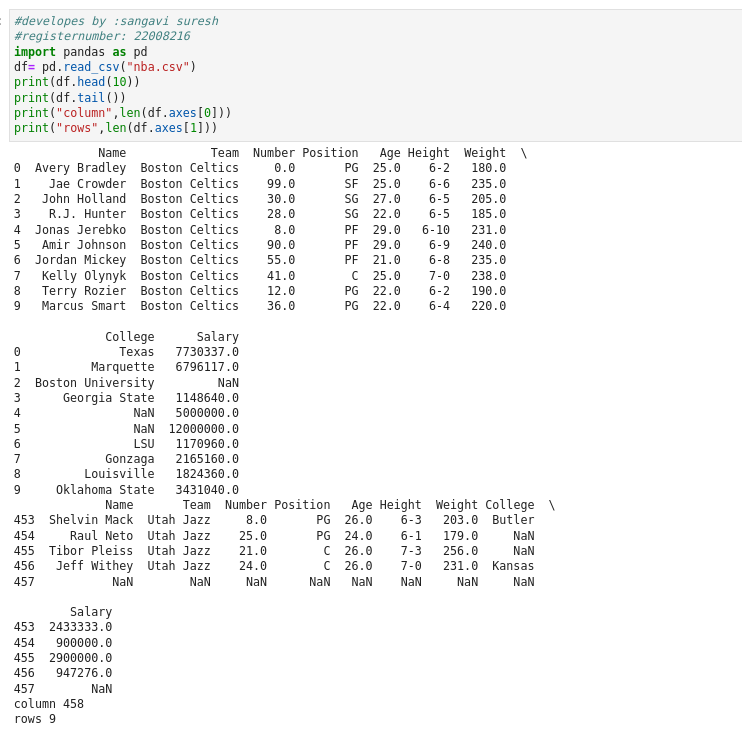 #developes by :sangavi suresh
#registernumber: 22008216
import pandas as pd
df= pd.read_csv("nba.csv")
print(df.head(10))
print(df.tail())
print("column",len(df.axes[0]))
print("rows",len(df.axes[1]))
            Name            Team  Number Position   Age Height  Weight  \
0  Avery Bradley  Boston Celtics     0.0       PG  25.0    6-2   180.0
1    Jae Crowder  Boston Celtics    99.0       SF  25.0    6-6   235.0
2   John Holland  Boston Celtics    30.0       SG  27.0    6-5   205.0
3    R.J. Hunter  Boston Celtics    28.0       SG  22.0    6-5   185.0
4  Jonas Jerebko  Boston Celtics     8.0       PF  29.0   6-10   231.0
5   Amir Johnson  Boston Celtics    90.0       PF  29.0    6-9   240.0
6  Jordan Mickey  Boston Celtics    55.0       PF  21.0    6-8   235.0
7   Kelly Olynyk  Boston Celtics    41.0        C  25.0    7-0   238.0
8   Terry Rozier  Boston Celtics    12.0       PG  22.0    6-2   190.0
9   Marcus Smart  Boston Celtics    36.0       PG  22.0    6-4   220.0
             College      Salary
0              Texas   7730337.0
1          Marquette   6796117.0
2  Boston University         NaN
3      Georgia State   1148640.0
4                NaN   5000000.0
5                NaN  12000000.0
6                LSU   1170960.0
7            Gonzaga   2165160.0
8         Louisville   1824360.0
9     Oklahoma State   3431040.0
             Name       Team  Number Position   Age Height  Weight College  \
453  Shelvin Mack  Utah Jazz     8.0       PG  26.0    6-3   203.0  Butler
454     Raul Neto  Utah Jazz    25.0       PG  24.0    6-1   179.0     NaN
455  Tibor Pleiss  Utah Jazz    21.0        C  26.0    7-3   256.0     NaN
456   Jeff Withey  Utah Jazz    24.0        C  26.0    7-0   231.0  Kansas
457           NaN        NaN     NaN      NaN   NaN    NaN     NaN     NaN
        Salary
453  2433333.0
454   900000.0
455  2900000.0
456   947276.0
457        NaN
column 458
rows 9